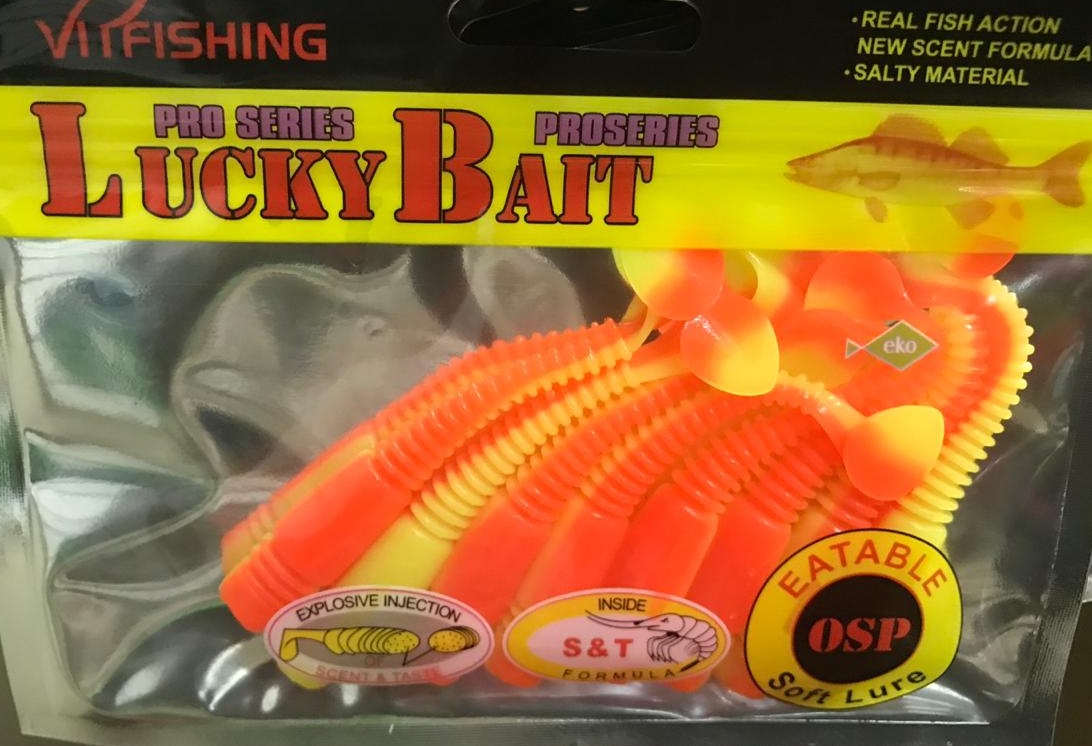 VITFISHING
• REAL FISH ACTION
NEW SCENT FORMULA
• SALTY MATERIAL
PRO SERIES
PROSERIES
LUCKY BAIT
eko
EXPLOSIVE INJECTION
OF
SCENT & TASTE
INSIDE
S&T
FORMULA
EATABLE
OSP
Soft Lure